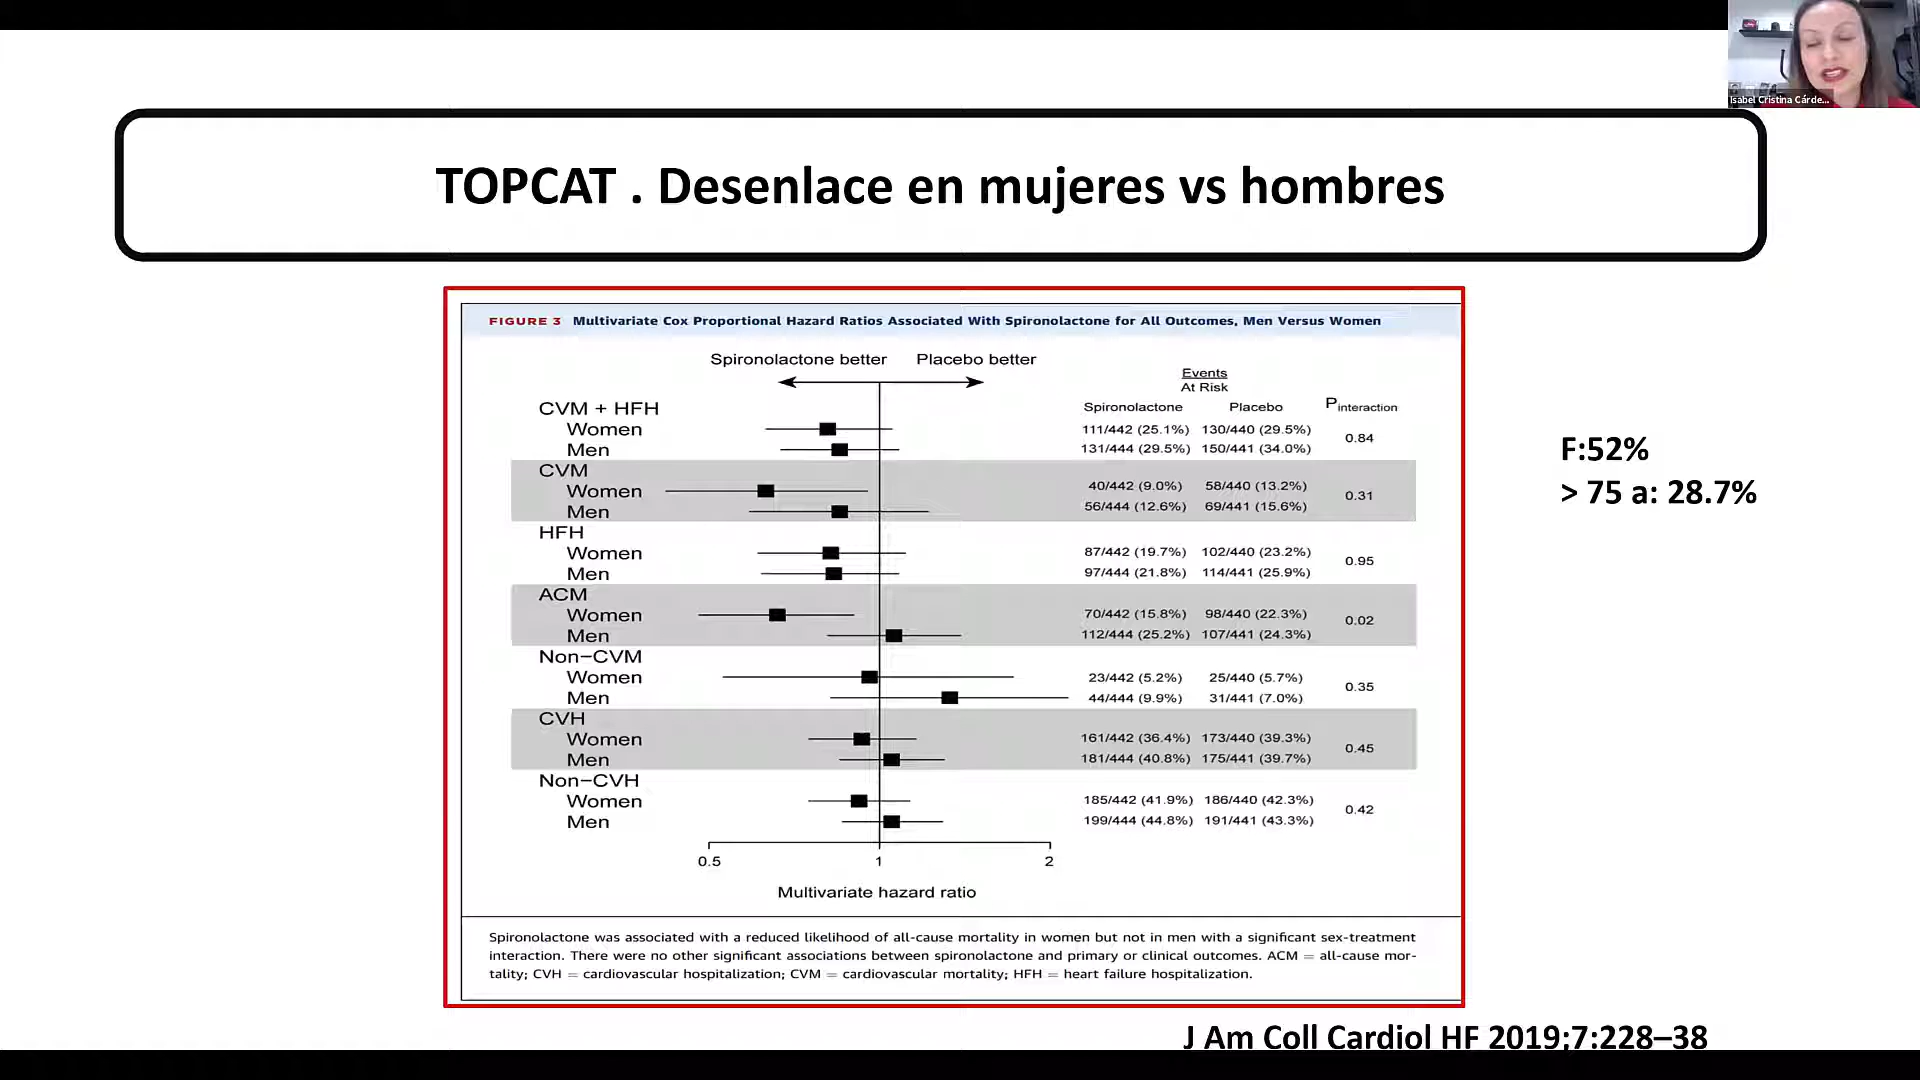 Isabel Cristina Cárde...
TOPCAT . Desenlace en mujeres vs hombres
FIGURE 3 Multivariate Cox Proportional Hazard Ratios Associated With Spironolactone for All Outcomes, Men Versus Women
Spironolactone better Placebo better
Events
At Risk
Spironolactone Placebo Pinteraction
CVM + HFH
Women 111/442 (25.1%) 130/440 (29.5%)
0.84
Men 131/444 (29.5%) 150/441 (34.0%)
CVM
Women 40/442 (9.0%) 58/440 (13.2%)
0.31
Men 56/444 (12.6%) 69/441 (15.6%)
HFH
Women 87/442 (19.7%) 102/440 (23.2%)
0.95
Men 97/444 (21.8%) 114/441 (25.9%)
ACM
Women 70/442 (15.8%) 98/440 (22.3%)
0.02
Men 112/444 (25.2%) 107/441 (24.3%)
Non−CVM
Women 23/442 (5.2%) 25/440 (5.7%)
0.35
Men 44/444 (9.9%) 31/441 (7.0%)
CVH
Women 161/442 (36.4%) 173/440 (39.3%)
0.45
Men 181/444 (40.8%) 175/441 (39.7%)
Non−CVH
Women 185/442 (41.9%) 186/440 (42.3%)
0.42
Men 199/444 (44.8%) 191/441 (43.3%)
0.5 1 2
Multivariate hazard ratio
Spironolactone was associated with a reduced likelihood of all-cause mortality in women but not in men with a significant sex-treatment
interaction. There were no other significant associations between spironolactone and primary or clinical outcomes. ACM = all-cause mor-
tality; CVH = cardiovascular hospitalization; CVM = cardiovascular mortality; HFH = heart failure hospitalization.
F:52%
> 75 a: 28.7%
J Am Coll Cardiol HF 2019;7:228–38